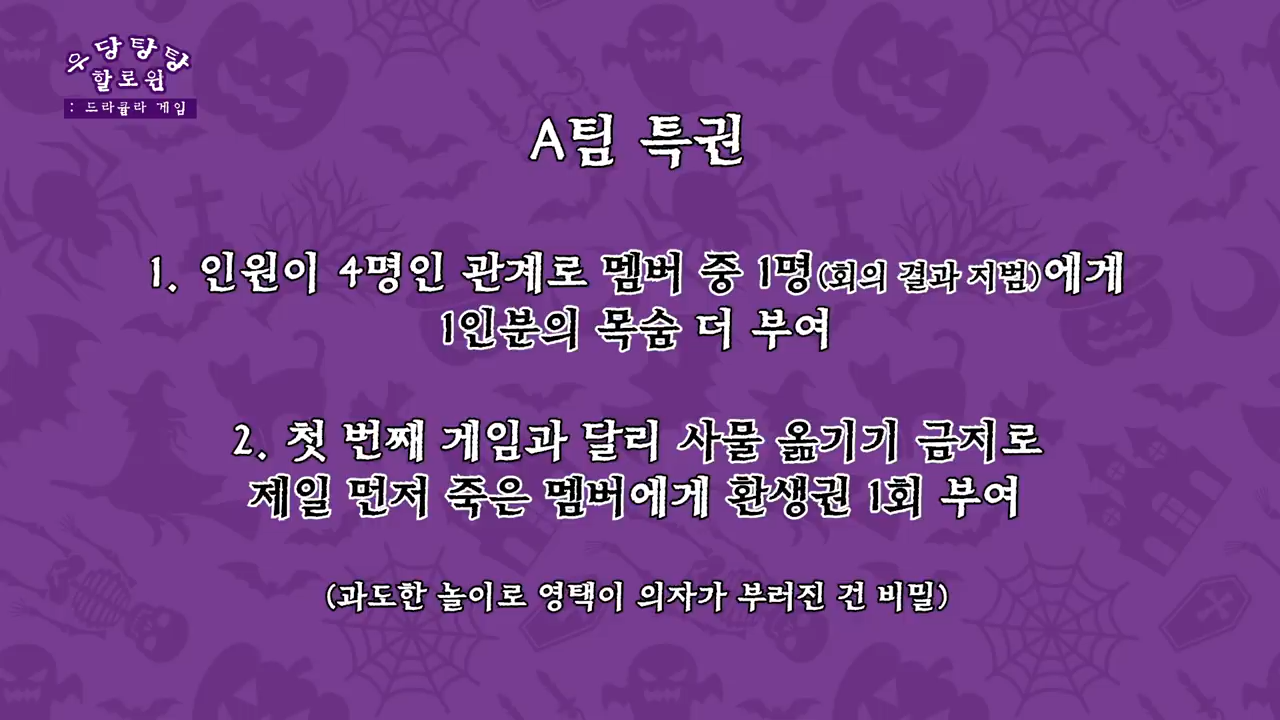 우당탕탕
할로윈
: 드라큘라 게임
A팀 특권
1. 인원이 4명인 관계로 멤버 중 1명(회의 결과 지범)에게
1인분의 목숨 더 부여
2. 첫 번째 게임과 달리 사물 옮기기 금지로
제일 먼저 죽은 멤버에게 환생권 1회 부여
(과도한 놀이로 영택이 의자가 부러진 건 비밀)